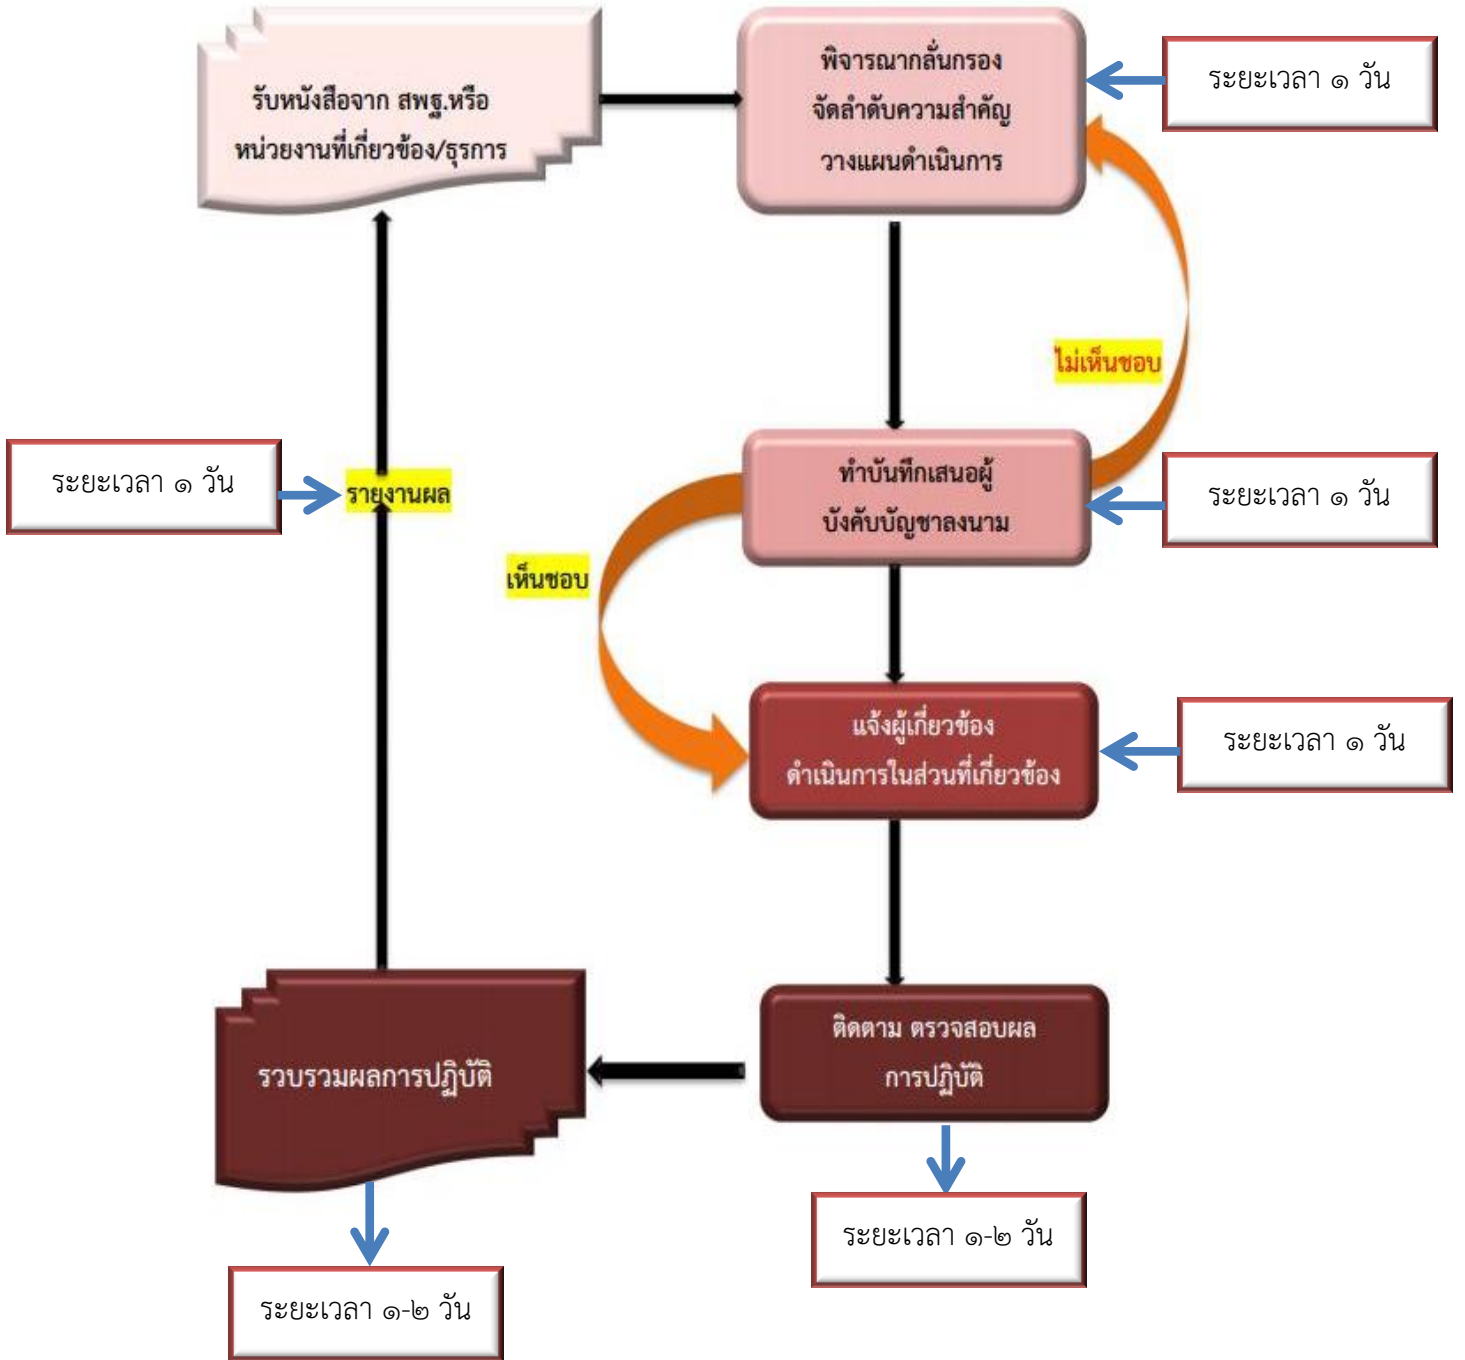 รับหนังสือจาก สพฐ.หรือ
หน่วยงานที่เกี่ยวข้อง/ธุรการ
พิจารณากลั่นกรอง
จัดลำดับความสำคัญ
วางแผนดำเนินการ
ระยะเวลา ๑ วัน
ไม่เห็นชอบ
ระยะเวลา ๑ วัน
รายงานผล
ทำบันทึกเสนอผู้
บังคับบัญชาลงนาม
ระยะเวลา ๑ วัน
เห็นชอบ
แจ้งผู้เกี่ยวข้อง
ดำเนินการในส่วนที่เกี่ยวข้อง
ระยะเวลา ๑ วัน
รวบรวมผลการปฏิบัติ
ติดตาม ตรวจสอบผล
การปฏิบัติ
ระยะเวลา ๑-๒ วัน
ระยะเวลา ๑-๒ วัน